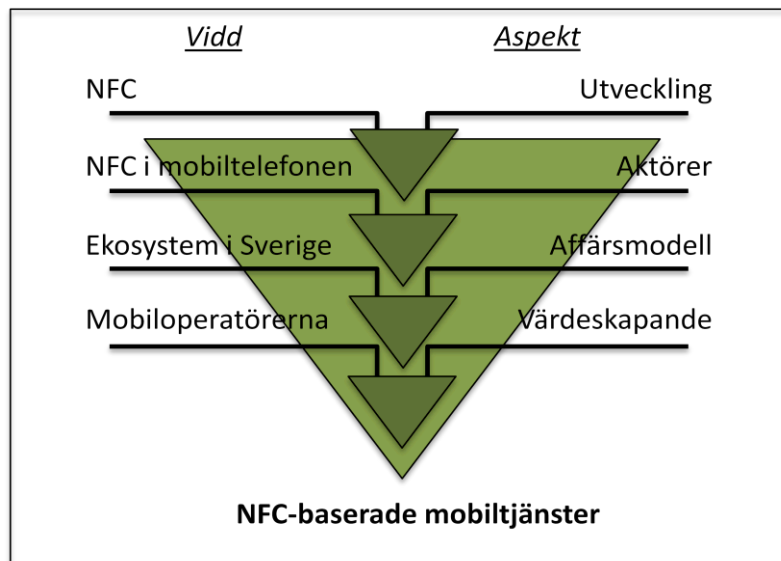 Vidd Aspekt
NFC Utveckling
NFC i mobiltelefonen Aktörer
Ekosystem i Sverige Affärsmodell
Mobiloperatörerna Värdeskapande
NFC-baserade mobiltjänster